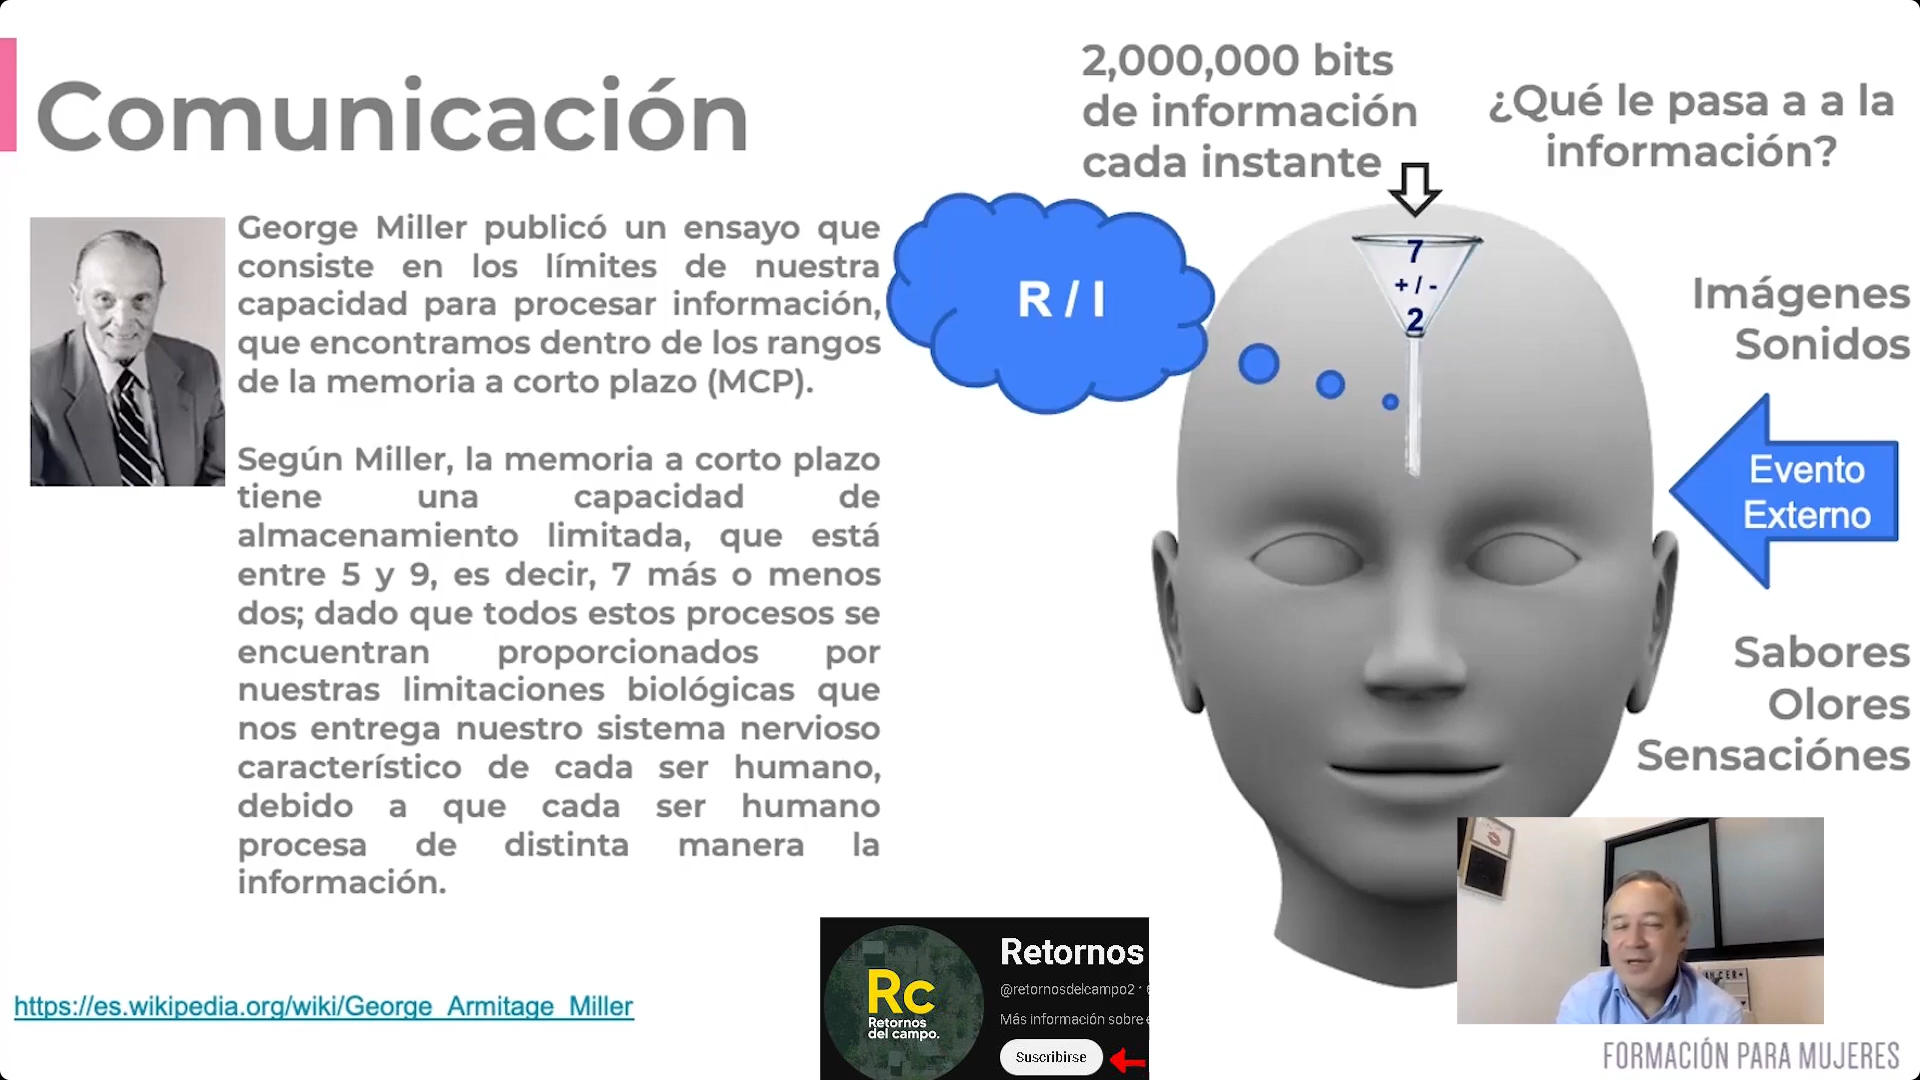 Comunicación
George Miller publicó un ensayo que
consiste en los límites de nuestra
capacidad para procesar información,
que encontramos dentro de los rangos
de la memoria a corto plazo (MCP).
Según Miller, la memoria a corto plazo
tiene una capacidad de
almacenamiento limitada, que está
entre 5 y 9, es decir, 7 más o menos
dos; dado que todos estos procesos se
encuentran proporcionados por
nuestras limitaciones biológicas que
nos entrega nuestro sistema nervioso
característico de cada ser humano,
debido a que cada ser humano
procesa de distinta manera la
información.
https://es.wikipedia.org/wiki/George_Armitage_Miller
2,000,000 bits
de información
cada instante
¿Qué le pasa a a la
información?
R / I
7
+ / -
2
Imágenes
Sonidos
Evento
Externo
Sabores
Olores
Sensaciónes
Rc
Retornos
del campo.
Retornos
@retornosdelcampo2 ·
Más información sobre
Suscribirse
FORMACIÓN PARA MUJERES